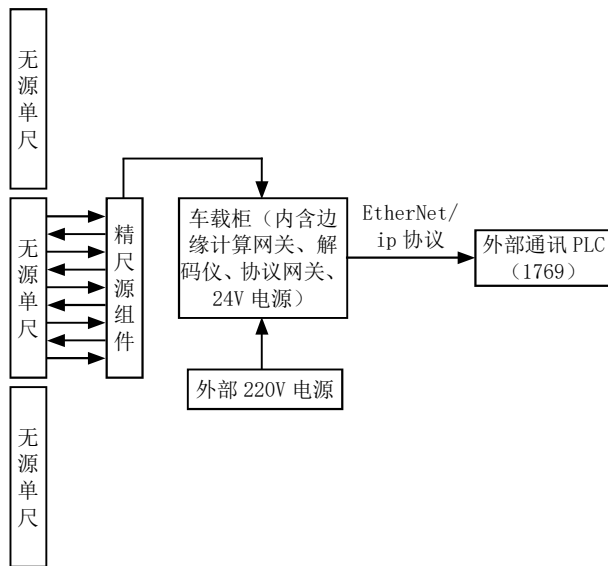 无源单尺
无源单尺
精尺源组件
车载柜（内含边
缘计算网关、解
码仪、协议网关、
24V 电源）
EtherNet/
ip 协议
外部通讯 PLC
（1769）
外部 220V 电源
无源单尺